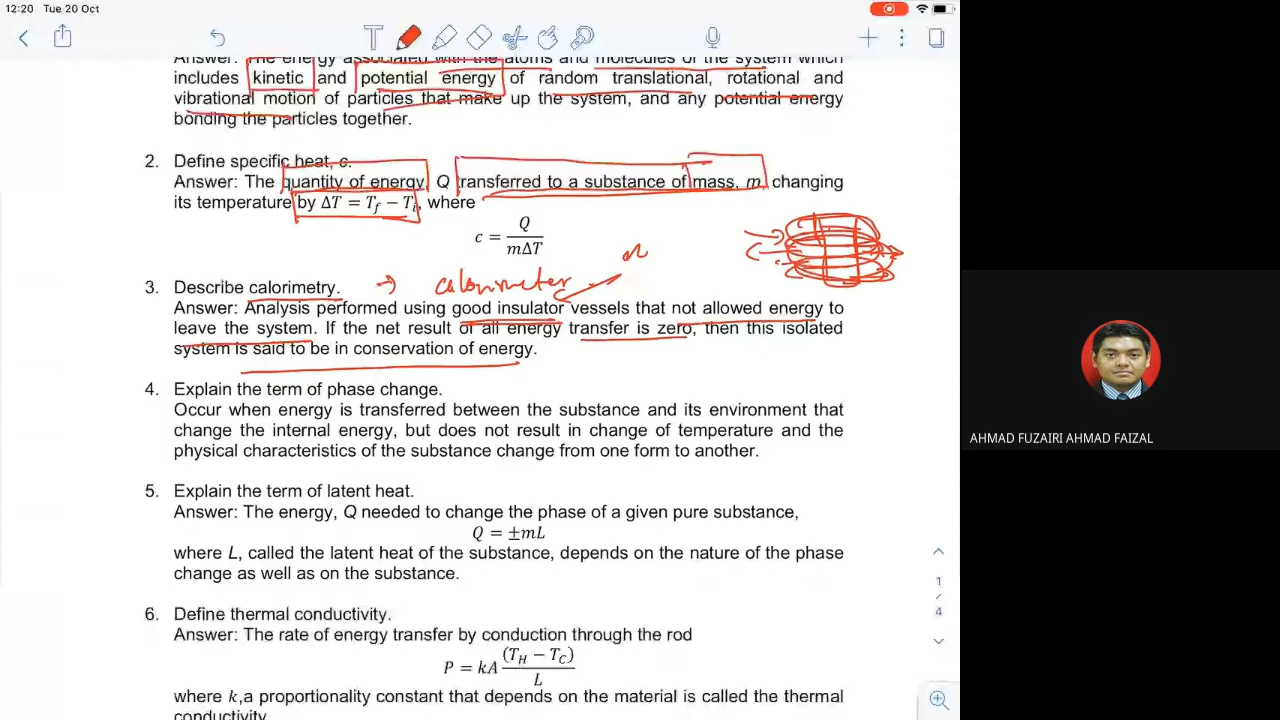 12:20 Tue 20 Oct
T
Answer: The energy associated with the atoms and molecules of the system which
includes kinetic and potential energy of random translational, rotational and
vibrational motion of particles that make up the system, and any potential energy
bonding the particles together.
2. Define specific heat, c.
Answer: The quantity of energy, Q transferred to a substance of mass, m changing
its temperature by ΔT = T_f − T_i, where
c = Q / mΔT
→ calorimeter
3. Describe calorimetry.
Answer: Analysis performed using good insulator vessels that not allowed energy to
leave the system. If the net result of all energy transfer is zero, then this isolated
system is said to be in conservation of energy.
4. Explain the term of phase change.
Occur when energy is transferred between the substance and its environment that
change the internal energy, but does not result in change of temperature and the
physical characteristics of the substance change from one form to another.
5. Explain the term of latent heat.
Answer: The energy, Q needed to change the phase of a given pure substance,
Q = ±mL
where L, called the latent heat of the substance, depends on the nature of the phase
change as well as on the substance.
6. Define thermal conductivity.
Answer: The rate of energy transfer by conduction through the rod
P = kA (T_H − T_C) / L
where k,a proportionality constant that depends on the material is called the thermal
conductivity.
1
/
4
AHMAD FUZAIRI AHMAD FAIZAL